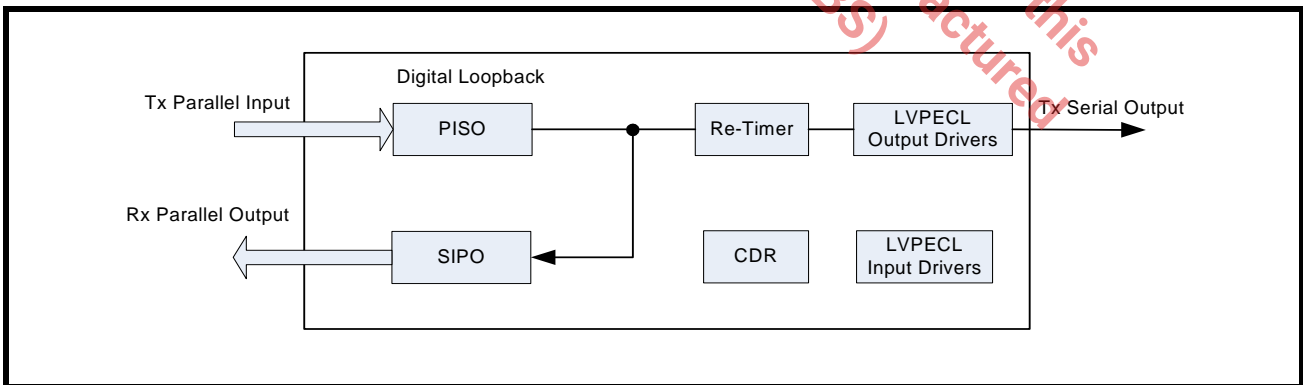 this
BS)
actured
Digital Loopback
Tx Parallel Input
PISO
Re-Timer
LVPECL
Output Drivers
Tx Serial Output
Rx Parallel Output
SIPO
CDR
LVPECL
Input Drivers